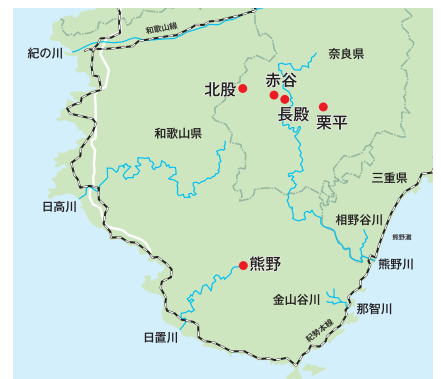 和歌山線
紀の川
奈良県
北股
赤谷
長殿
栗平
和歌山県
三重県
日高川
相野谷川
熊野灘
熊野川
熊野
金山谷川
那智川
紀勢本線
日置川